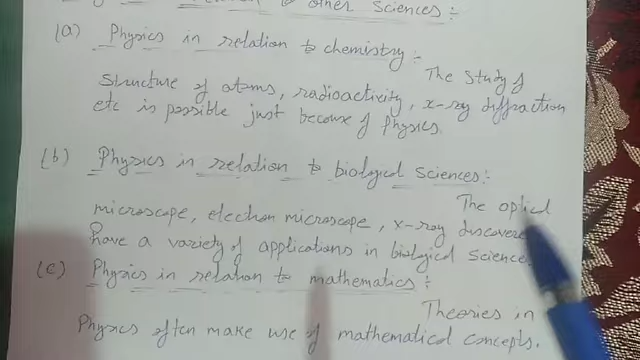 relation to other Sciences:-
(a) Physics in relation to chemistry:-
The study of
structure of atoms, radioactivity, x-ray diffraction
etc is possible just because of physics.
(b) Physics in relation to biological sciences:-
The optical
microscope, electron microscope, x-ray discovered
have a variety of applications in biological sciences
(c) Physics in relation to mathematics:-
Theories in
Physics often make use of mathematical concepts.